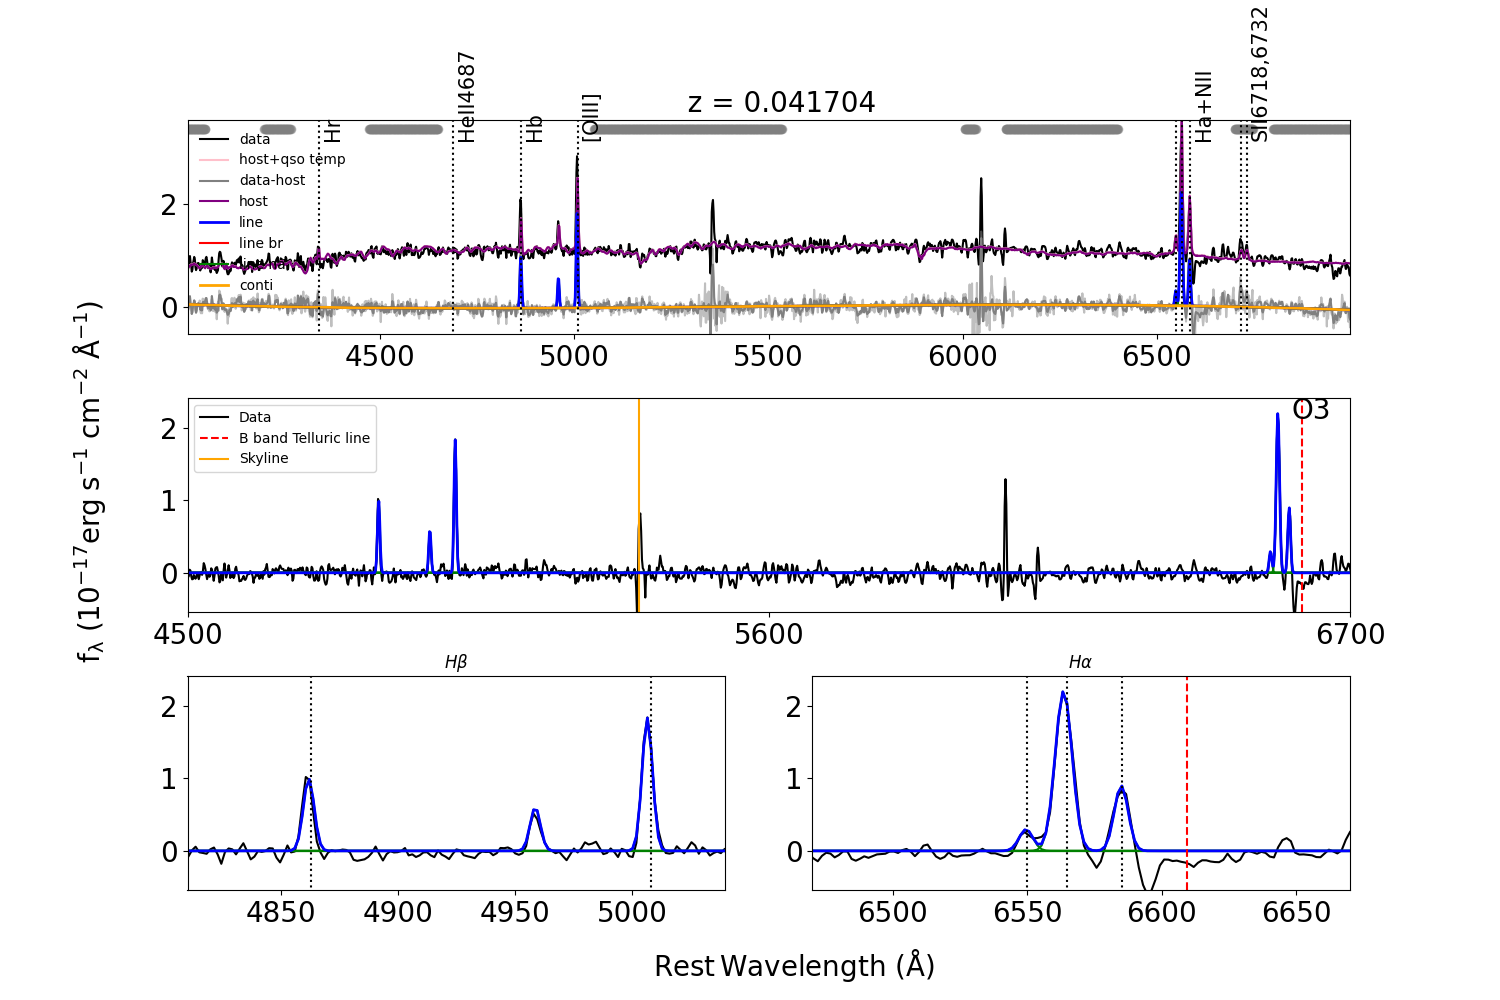 z = 0.041704
Hr
HeII4687
Hb
[OIII]
Ha+NII
SII6718,6732
data
host+qso temp
data-host
host
line
line br
conti
2
0
4500 5000 5500 6000 6500
Data
B band Telluric line
Skyline
O3
2
1
0
4500 5600 6700
fλ (10⁻¹⁷erg s⁻¹ cm⁻² Å⁻¹)
Hβ
2
1
0
4850 4900 4950 5000
Hα
2
1
0
6500 6550 6600 6650
Rest Wavelength (Å)